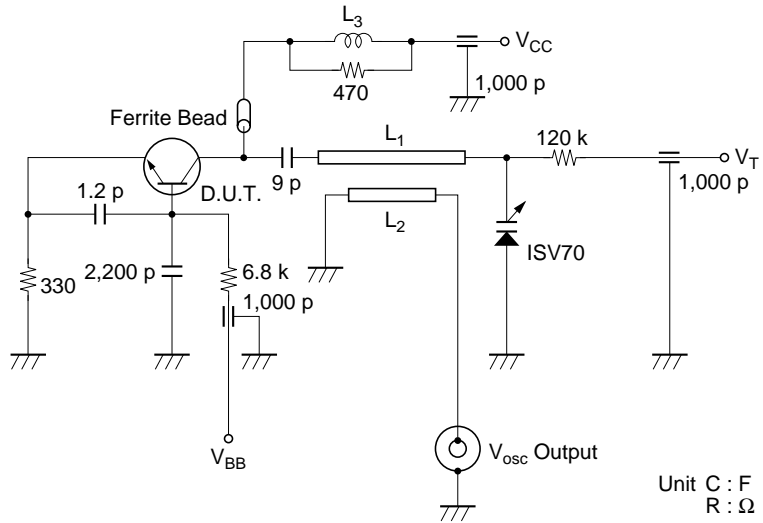 L3
VCC
470
1,000 p
Ferrite Bead
L1
120 k
VT
9 p
1,000 p
D.U.T.
1.2 p
L2
ISV70
330
2,200 p
6.8 k
1,000 p
VBB
Vosc Output
Unit C : F
R : Ω